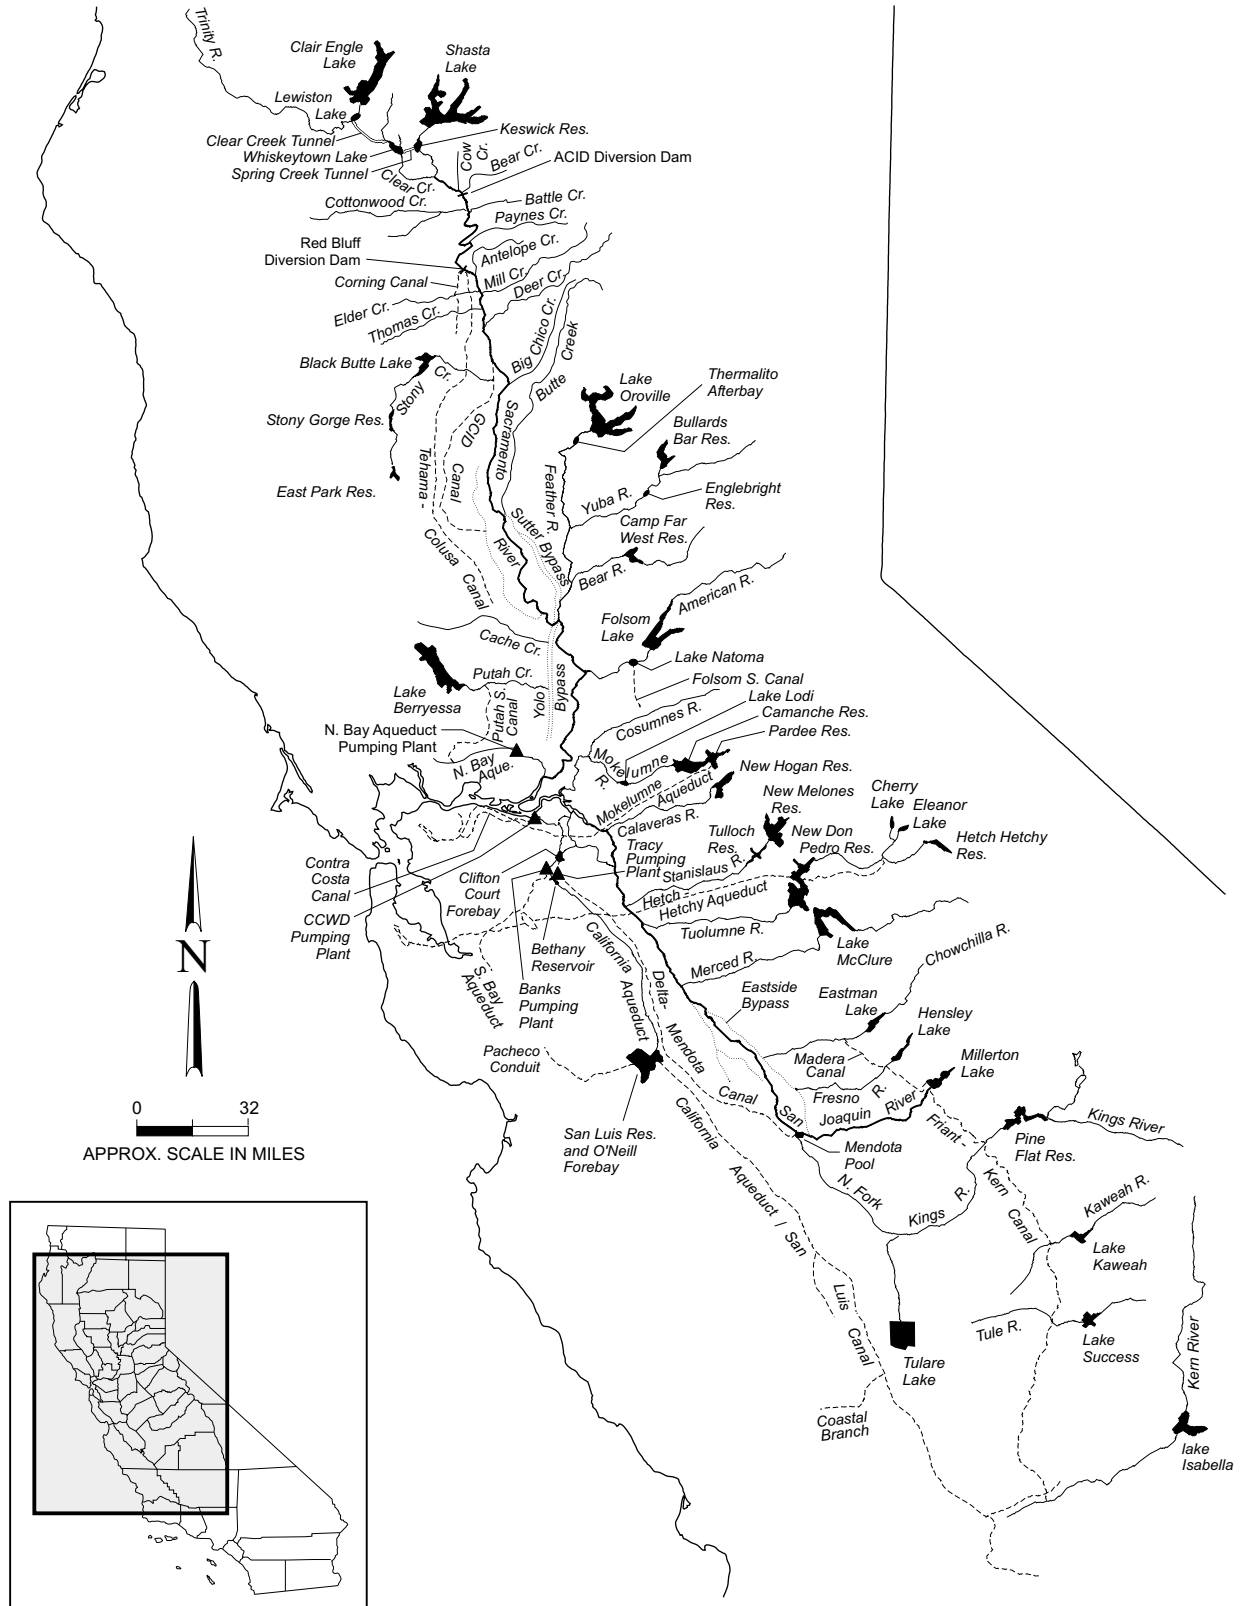 Trinity R.
Clair Engle
Lake
Shasta
Lake
Lewiston
Lake
Clear Creek Tunnel
Whiskeytown Lake
Spring Creek Tunnel
Keswick Res.
Cow
Cr.
Bear Cr.
ACID Diversion Dam
Clear Cr.
Cottonwood Cr.
Battle Cr.
Paynes Cr.
Red Bluff
Diversion Dam
Antelope Cr.
Corning Canal
Mill Cr.
Deer Cr.
Elder Cr.
Thomas Cr.
Big Chico Cr.
Butte
Creek
Black Butte Lake
Stony
Cr.
Stony Gorge Res.
East Park Res.
GCID
Canal
Tehama -
Colusa
Canal
Sacramento
River
Lake
Oroville
Thermalito
Afterbay
Bullards
Bar Res.
Feather R.
Yuba R.
Englebright
Res.
Sutter Bypass
Camp Far
West Res.
Bear R.
American R.
Folsom
Lake
Cache Cr.
Lake Natoma
Folsom S. Canal
Putah Cr.
Lake
Berryessa
Putah S.
Canal
Yolo
Bypass
Lake Lodi
Camanche Res.
Pardee Res.
Cosumnes R.
N. Bay Aqueduct
Pumping Plant
N. Bay
Aque.
Mokelumne
R.
Mokelumne
Aqueduct
New Hogan Res.
Calaveras R.
New Melones
Res.
Cherry
Lake
Eleanor
Lake
Hetch Hetchy
Res.
Tulloch
Res.
New Don
Pedro Res.
Tracy
Pumping
Plant
Stanislaus R.
Hetch-
Hetchy Aqueduct
Contra
Costa
Canal
CCWD
Pumping
Plant
Clifton
Court
Forebay
Tuolumne R.
Lake
McClure
Merced R.
Chowchilla R.
Bethany
Reservoir
S. Bay
Aqueduct
Banks
Pumping
Plant
California
Aqueduct
Delta-
Mendota
Canal
Eastside
Bypass
Eastman
Lake
Hensley
Lake
Madera
Canal
Millerton
Lake
Fresno
R.
Pacheco
Conduit
San
Joaquin
River
San Luis Res.
and O'Neill
Forebay
California
Aqueduct / San
Luis
Canal
Mendota
Pool
Friant -
Kern
Canal
Pine
Flat Res.
Kings River
N. Fork
Kings
R.
Kaweah R.
Lake
Kaweah
Tule R.
Lake
Success
Tulare
Lake
Kern River
Coastal
Branch
lake
Isabella
N
0
32
APPROX. SCALE IN MILES